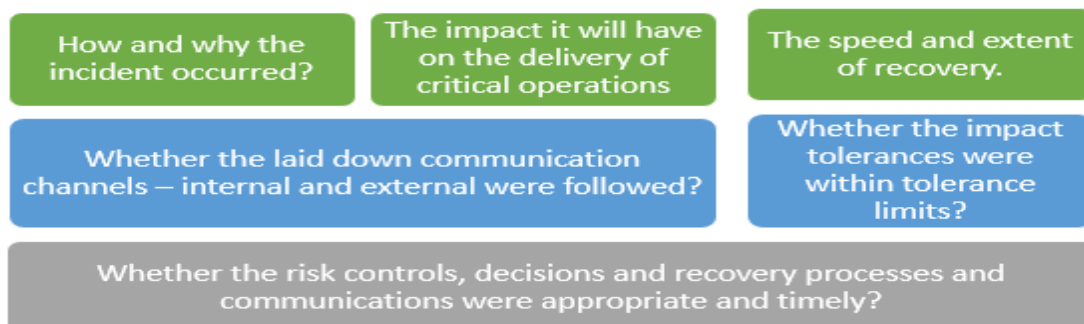 How and why the
incident occurred?
The impact it will have
on the delivery of
critical operations
The speed and extent
of recovery.
Whether the laid down communication
channels – internal and external were followed?
Whether the impact
tolerances were
within tolerance
limits?
Whether the risk controls, decisions and recovery processes and
communications were appropriate and timely?